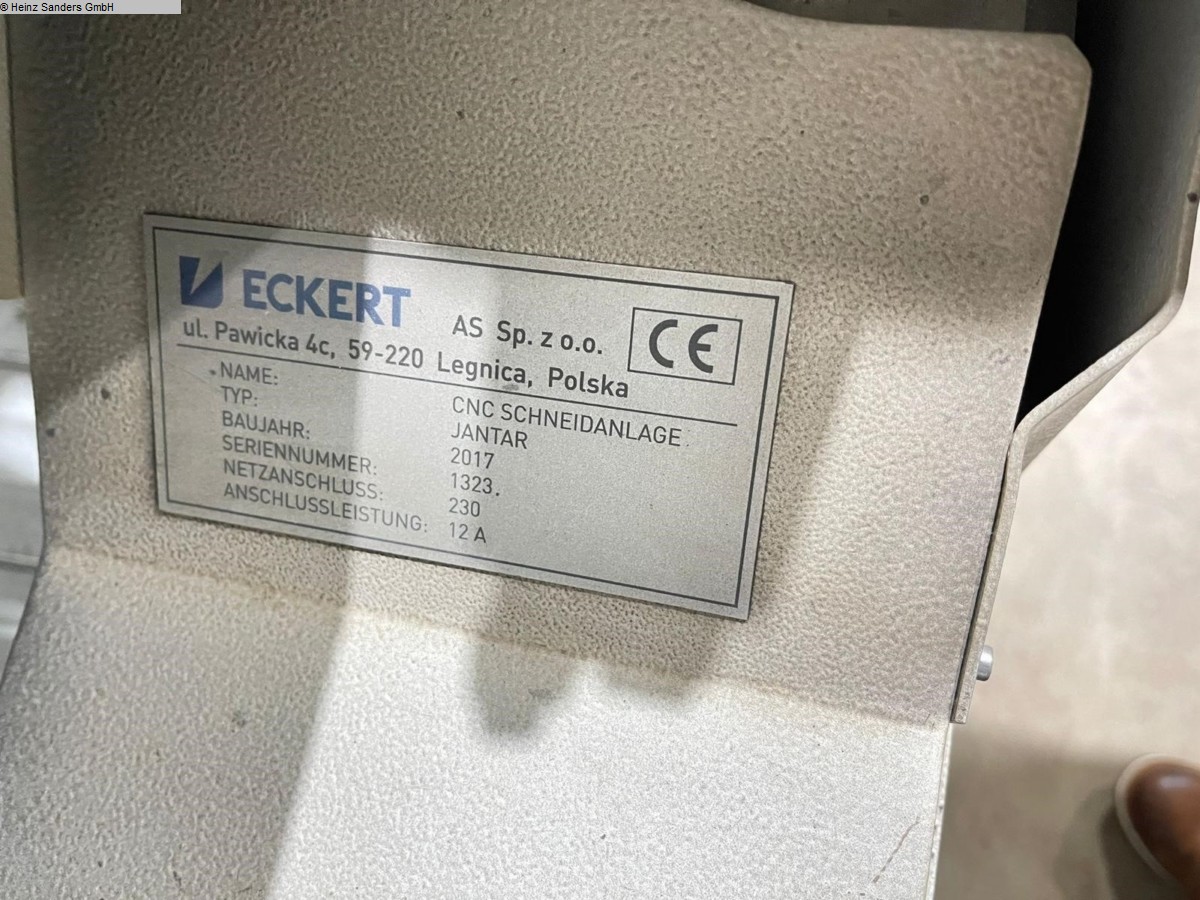 © Heinz Sanders GmbH
ECKERT AS Sp. z o.o. CE
ul. Pawicka 4c, 59-220 Legnica, Polska
NAME: CNC SCHNEIDANLAGE
TYP: JANTAR
BAUJAHR: 2017
SERIENNUMMER: 1323.
NETZANSCHLUSS: 230
ANSCHLUSSLEISTUNG: 12 A